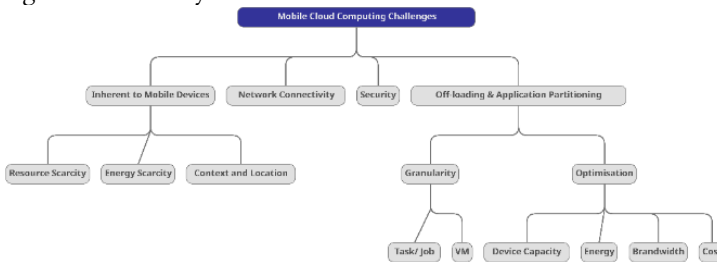 Mobile Cloud Computing Challenges
Inherent to Mobile Devices
Network Connectivity
Security
Off-loading & Application Partitioning
Resource Scarcity
Energy Scarcity
Context and Location
Granularity
Optimisation
Task/ Job
VM
Device Capacity
Energy
Brandwidth